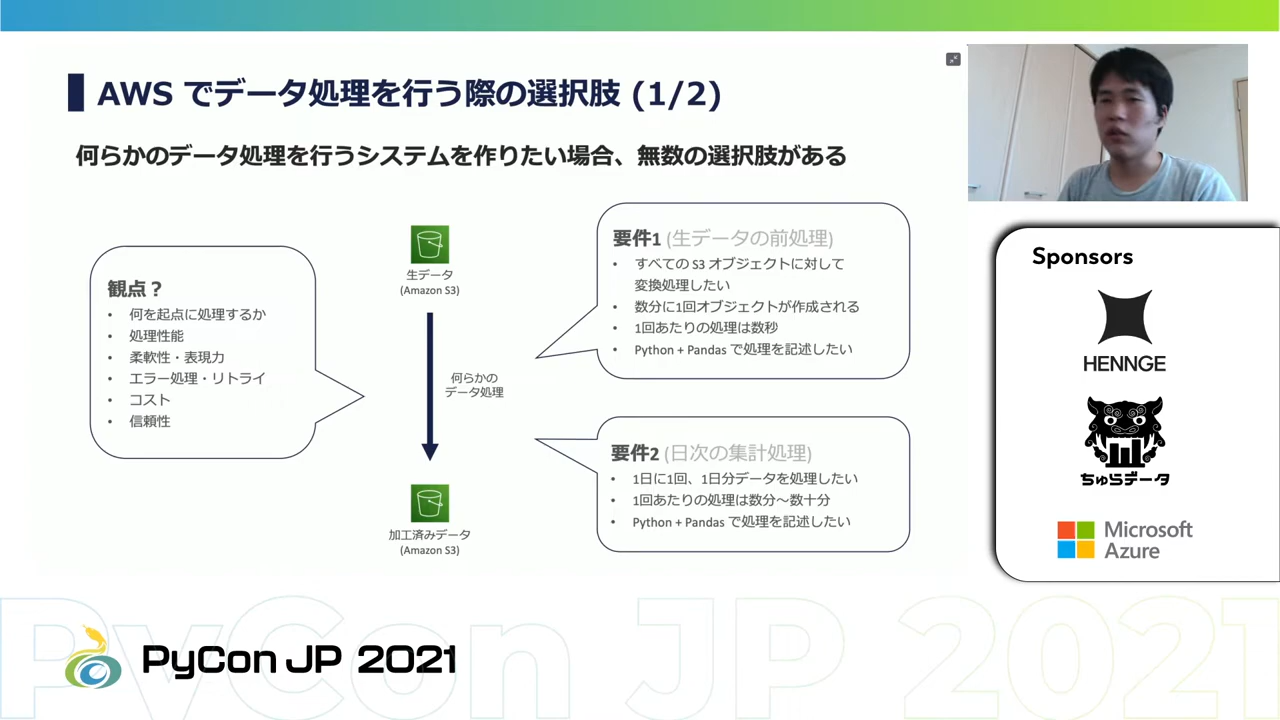 AWS でデータ処理を行う際の選択肢 (1/2)
何らかのデータ処理を行うシステムを作りたい場合、無数の選択肢がある
観点？
• 何を起点に処理するか
• 処理性能
• 柔軟性・表現力
• エラー処理・リトライ
• コスト
• 信頼性
生データ
(Amazon S3)
何らかの
データ処理
加工済みデータ
(Amazon S3)
要件1 (生データの前処理)
• すべての S3 オブジェクトに対して
変換処理したい
• 数分に1回オブジェクトが作成される
• 1回あたりの処理は数秒
• Python + Pandas で処理を記述したい
要件2 (日次の集計処理)
• 1日に1回、1日分データを処理したい
• 1回あたりの処理は数分～数十分
• Python + Pandas で処理を記述したい
Sponsors
HENNGE
ちゅらデータ
Microsoft
Azure
PyCon JP 2021
PyCon JP 2021